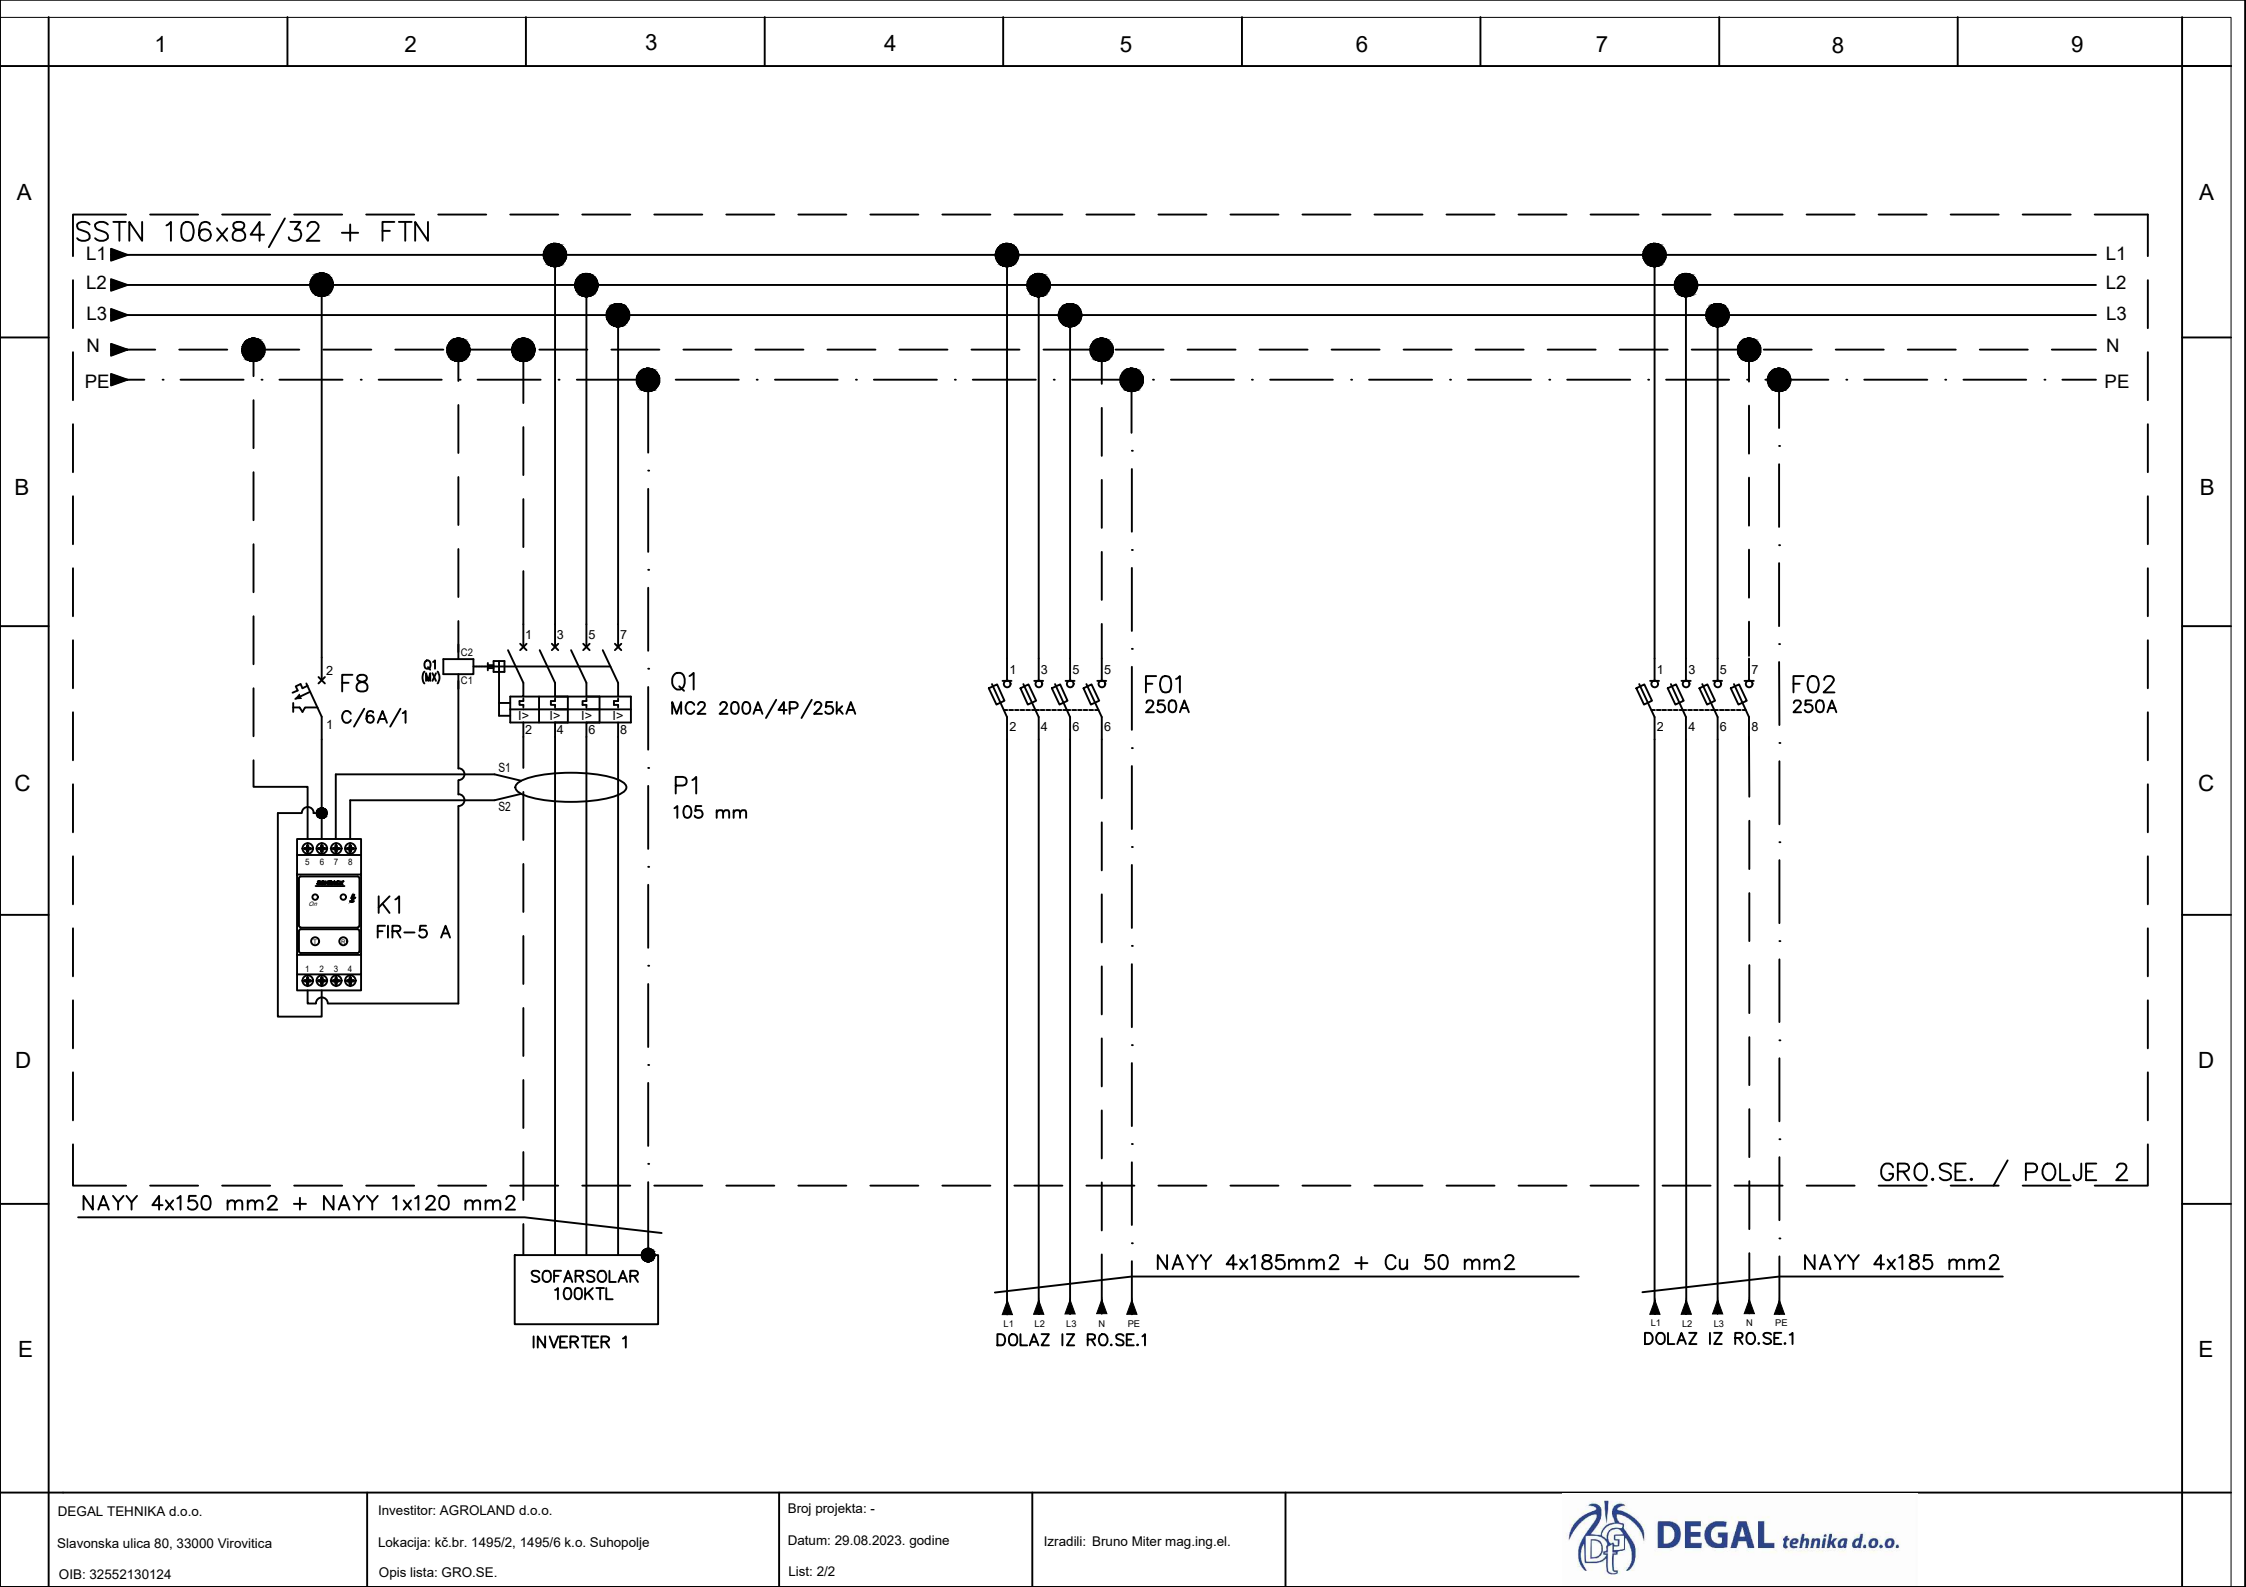 1 2 3 4 5 6 7 8 9
A A
SSTN 106x84/32 + FTN
L1 L1
L2 L2
L3 L3
N N
PE PE
B B
1 3 5 7
C2
Q1
(MX)
C1
I> I> I> I>
2 4 6 8
2
F8
C/6A/1
1
Q1
MC2 200A/4P/25kA
1 3 5 5
F01
250A
2 4 6 6
1 3 5 7
F02
250A
2 4 6 8
C C
S1
S2
P1
105 mm
5 6 7 8
On
K1
FIR-5 A
1 2 3 4
D D
GRO.SE. / POLJE 2
NAYY 4x150 mm2 + NAYY 1x120 mm2
NAYY 4x185mm2 + Cu 50 mm2
NAYY 4x185 mm2
SOFARSOLAR
100KTL
INVERTER 1
L1 L2 L3 N PE
DOLAZ IZ RO.SE.1
L1 L2 L3 N PE
DOLAZ IZ RO.SE.1
E E
DEGAL TEHNIKA d.o.o.
Slavonska ulica 80, 33000 Virovitica
OIB: 32552130124
Investitor: AGROLAND d.o.o.
Lokacija: kč.br. 1495/2, 1495/6 k.o. Suhopolje
Opis lista: GRO.SE.
Broj projekta: -
Datum: 29.08.2023. godine
List: 2/2
Izradili: Bruno Miter mag.ing.el.
DEGAL tehnika d.o.o.